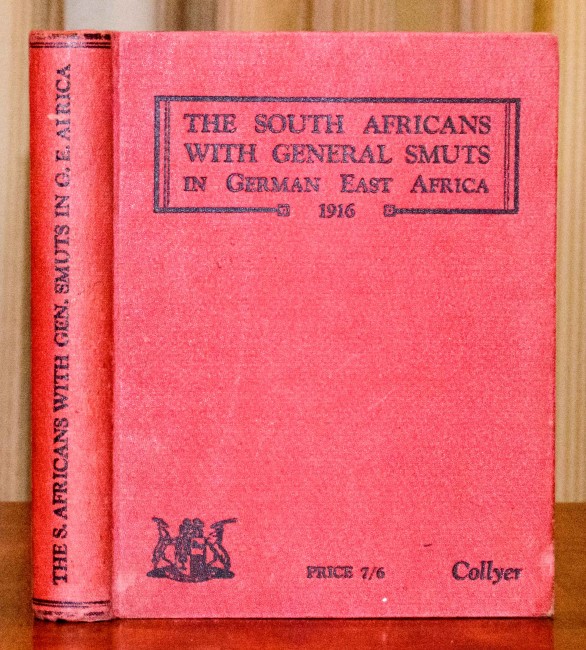 THE S. AFRICANS WITH GEN. SMUTS IN G. E. AFRICA
THE SOUTH AFRICANS
WITH GENERAL SMUTS
IN GERMAN EAST AFRICA
1916
PRICE 7/6
Collyer